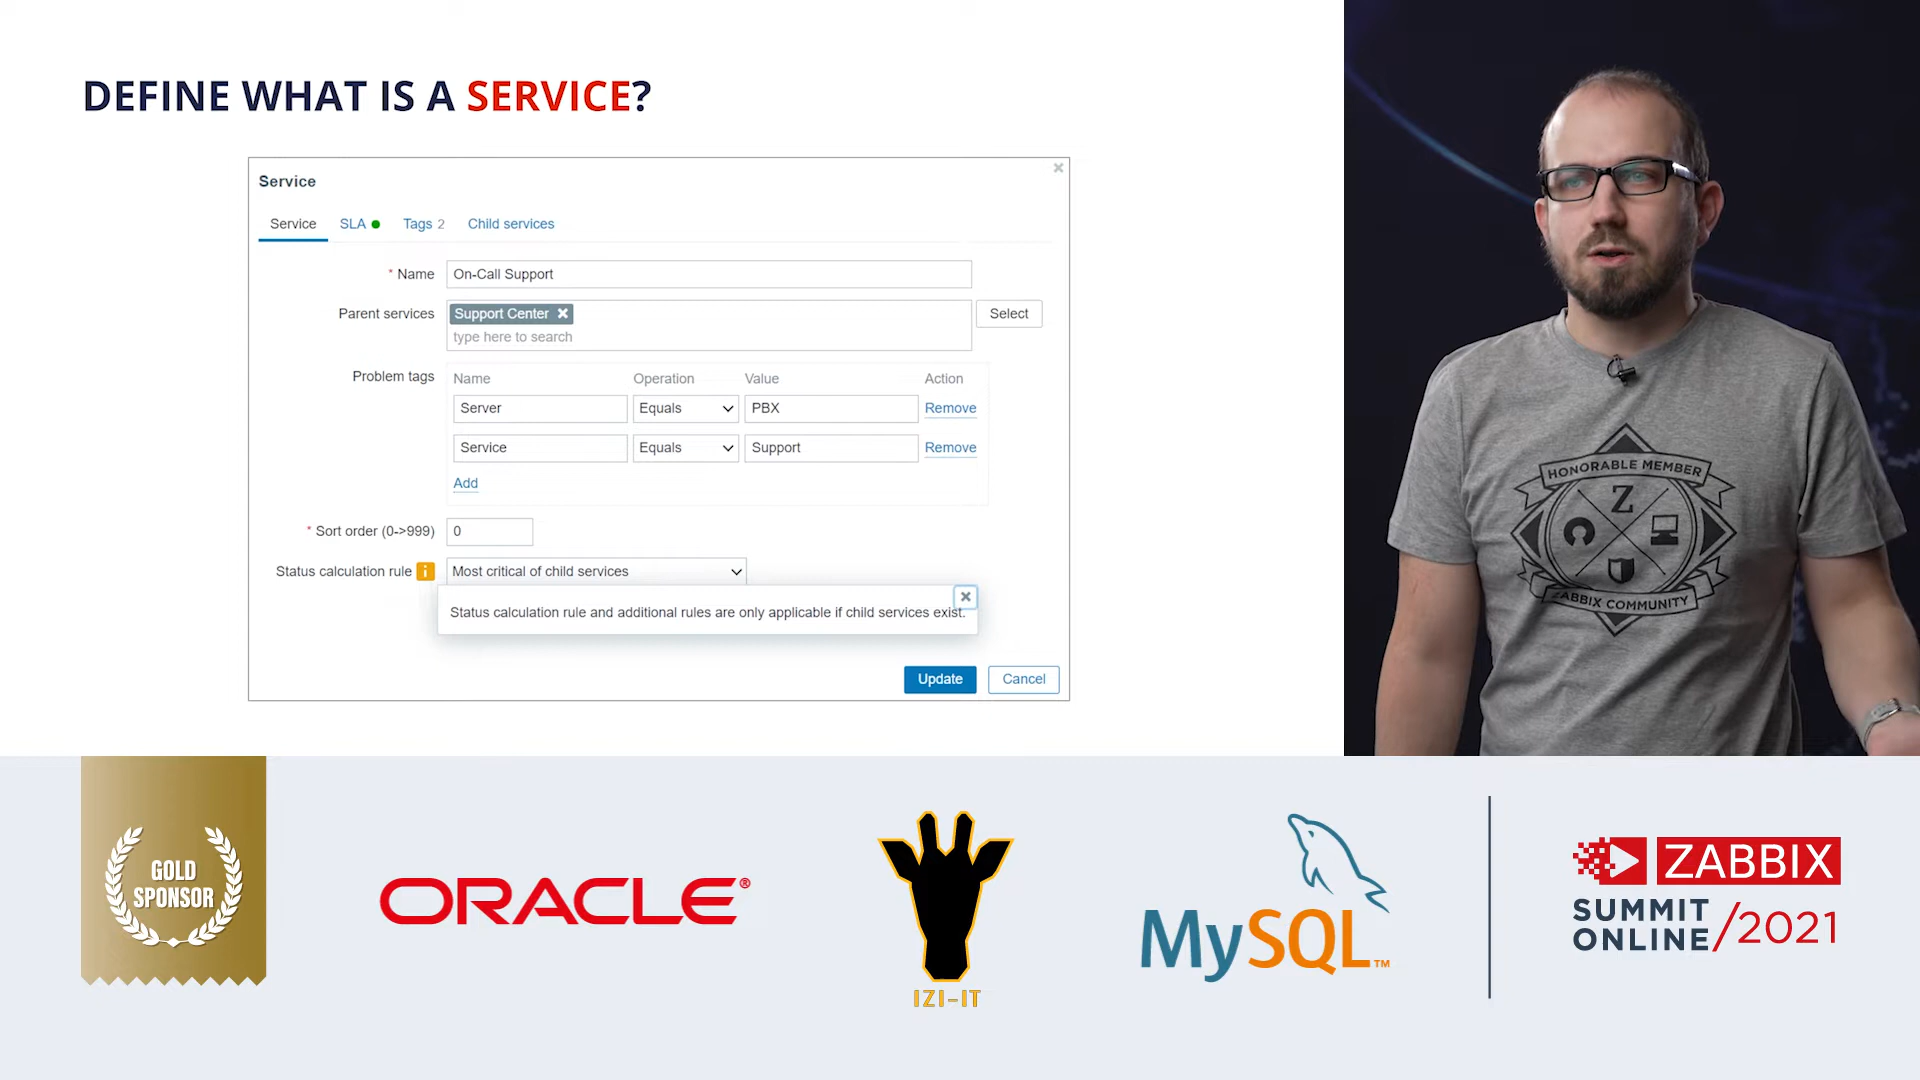 DEFINE WHAT IS A SERVICE?
Service
Service SLA Tags 2 Child services
* Name On-Call Support
Parent services Support Center
type here to search
Select
Problem tags Name Operation Value Action
Server Equals PBX Remove
Service Equals Support Remove
Add
* Sort order (0->999) 0
Status calculation rule i Most critical of child services
Status calculation rule and additional rules are only applicable if child services exist.
Update Cancel
HONORABLE MEMBER
Z
ZABBIX COMMUNITY
GOLD
SPONSOR
ORACLE®
IZI-IT
MySQL™
ZABBIX
SUMMIT
ONLINE/2021